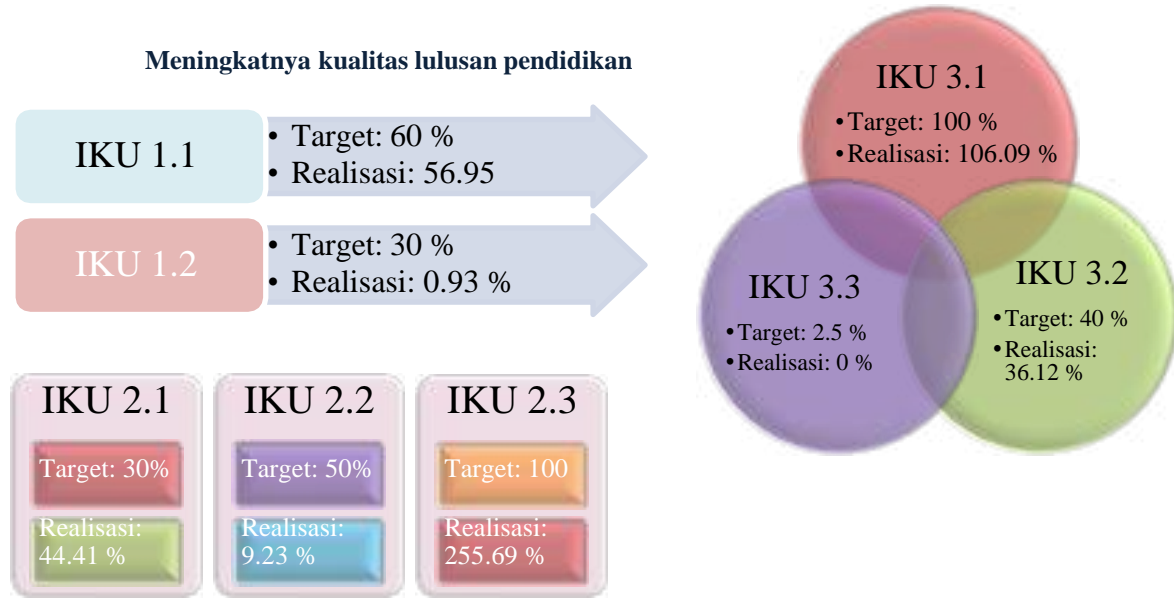 Meningkatnya kualitas lulusan pendidikan
IKU 1.1
• Target: 60 %
• Realisasi: 56.95
IKU 1.2
• Target: 30 %
• Realisasi: 0.93 %
IKU 2.1
Target: 30%
Realisasi:
44.41 %
IKU 2.2
Target: 50%
Realisasi:
9.23 %
IKU 2.3
Target: 100
Realisasi:
255.69 %
IKU 3.1
•Target: 100 %
•Realisasi: 106.09 %
IKU 3.3
•Target: 2.5 %
•Realisasi: 0 %
IKU 3.2
•Target: 40 %
•Realisasi:
36.12 %